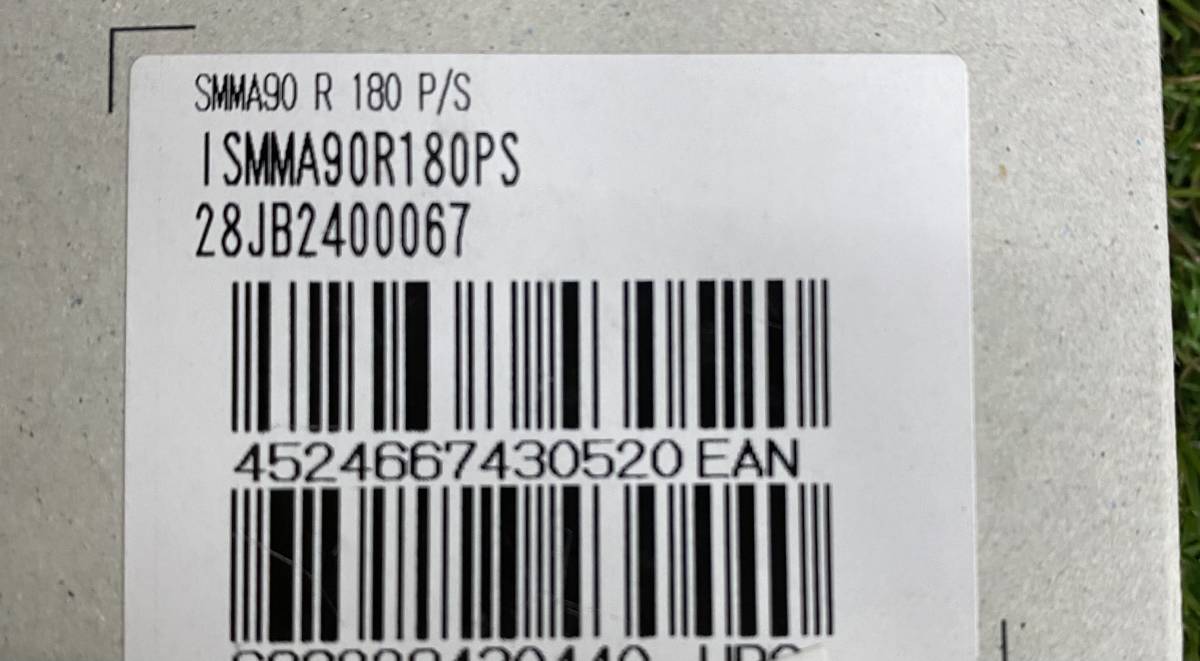 SMMA90 R 180 P/S
ISMMA90R180PS
28JB2400067
4524667430520 EAN